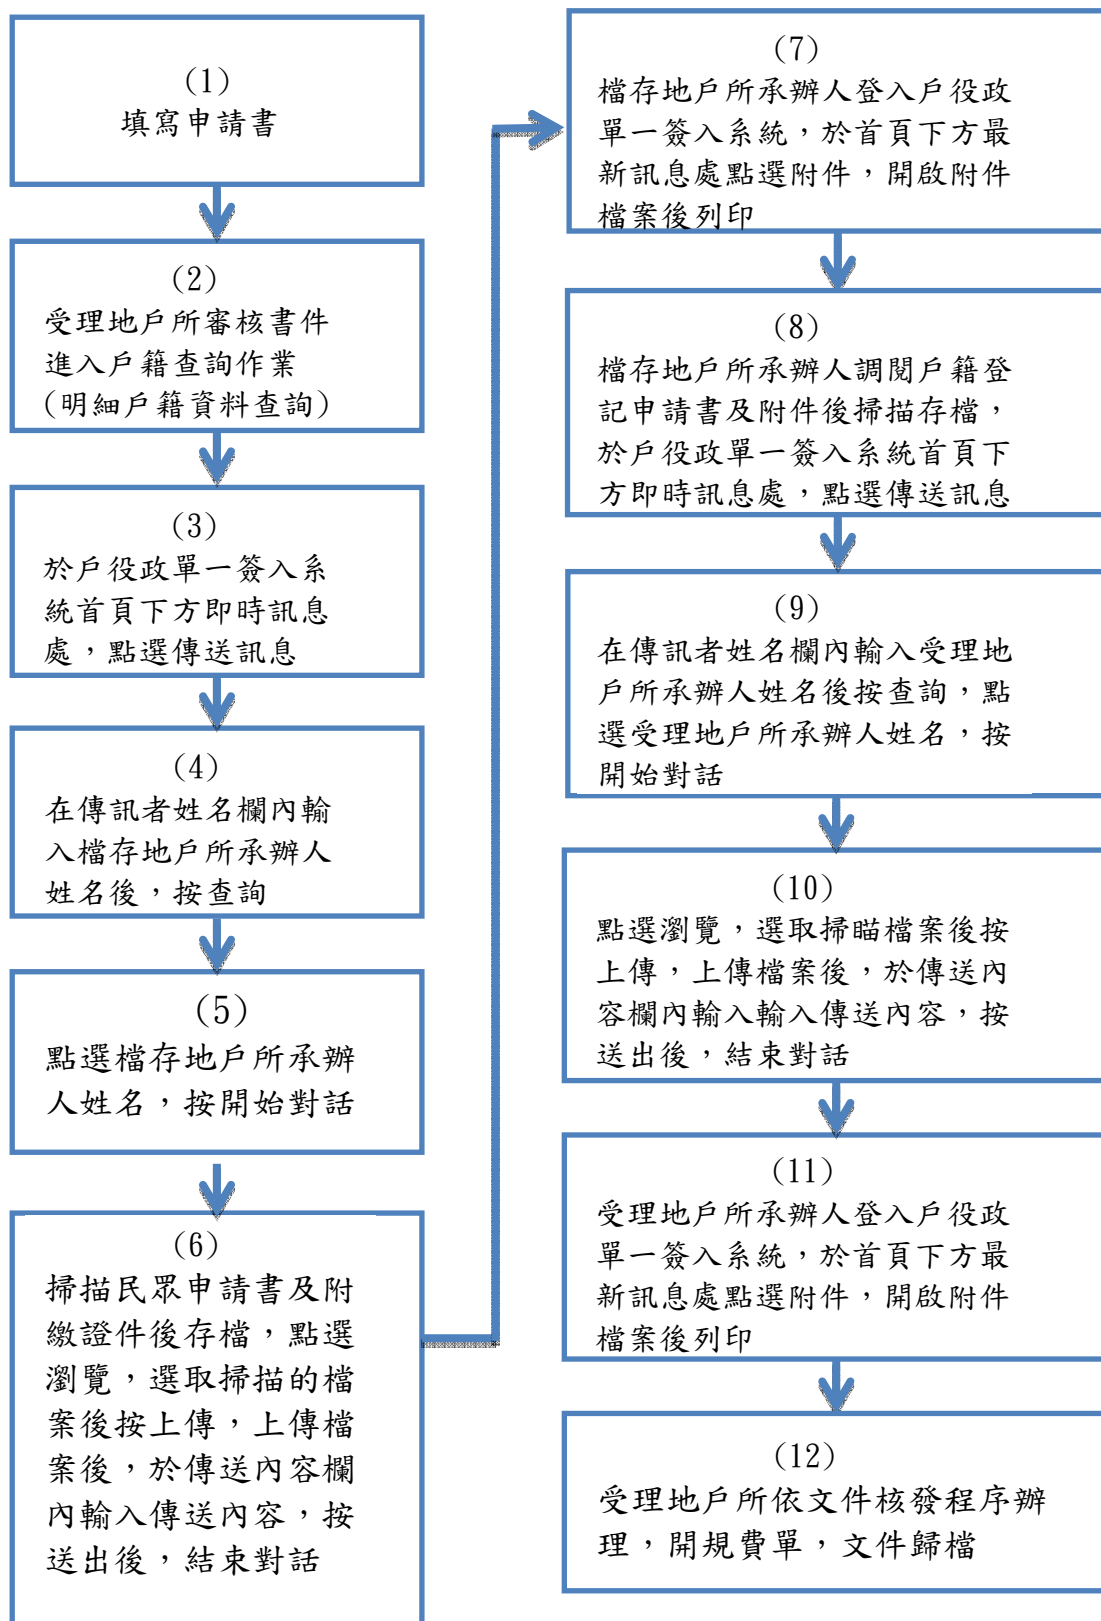 (1)
填寫申請書
(2)
受理地戶所審核書件
進入戶籍查詢作業
(明細戶籍資料查詢)
(3)
於戶役政單一簽入系
統首頁下方即時訊息
處，點選傳送訊息
(4)
在傳訊者姓名欄內輸
入檔存地戶所承辦人
姓名後，按查詢
(5)
點選檔存地戶所承辦
人姓名，按開始對話
(6)
掃描民眾申請書及附
繳證件後存檔，點選
瀏覽，選取掃描的檔
案後按上傳，上傳檔
案後，於傳送內容欄
內輸入傳送內容，按
送出後，結束對話
(7)
檔存地戶所承辦人登入戶役政
單一簽入系統，於首頁下方最
新訊息處點選附件，開啟附件
檔案後列印
(8)
檔存地戶所承辦人調閱戶籍登
記申請書及附件後掃描存檔，
於戶役政單一簽入系統首頁下
方即時訊息處，點選傳送訊息
(9)
在傳訊者姓名欄內輸入受理地
戶所承辦人姓名後按查詢，點
選受理地戶所承辦人姓名，按
開始對話
(10)
點選瀏覽，選取掃瞄檔案後按
上傳，上傳檔案後，於傳送內
容欄內輸入輸入傳送內容，按
送出後，結束對話
(11)
受理地戶所承辦人登入戶役政
單一簽入系統，於首頁下方最
新訊息處點選附件，開啟附件
檔案後列印
(12)
受理地戶所依文件核發程序辦
理，開規費單，文件歸檔